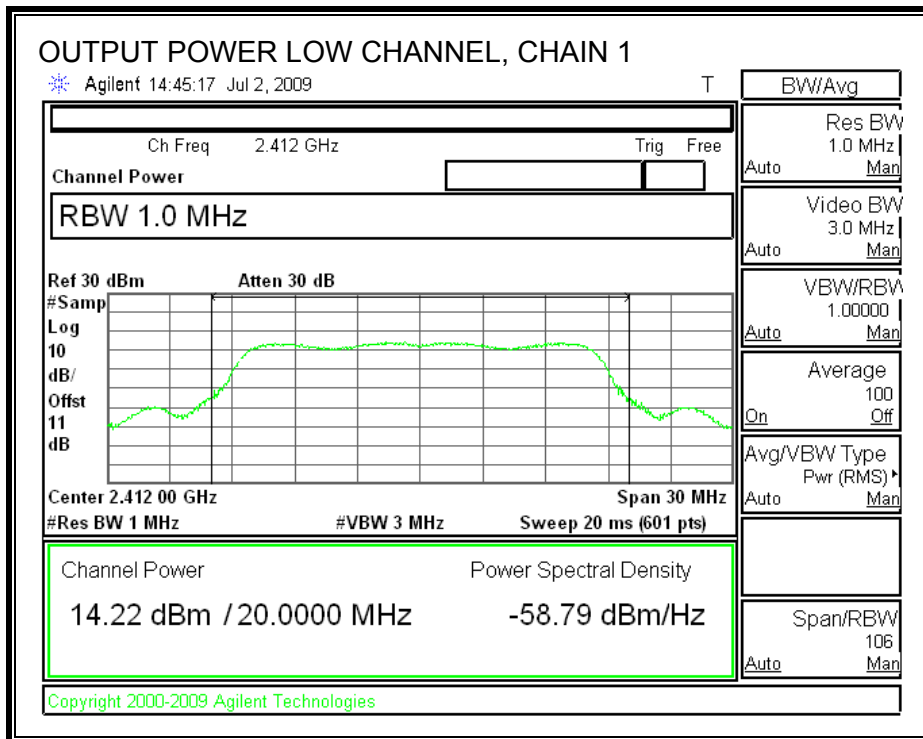 OUTPUT POWER LOW CHANNEL, CHAIN 1
Agilent 14:45:17 Jul 2, 2009 T
Ch Freq 2.412 GHz Trig Free
Channel Power
RBW 1.0 MHz
Ref 30 dBm Atten 30 dB
#Samp
Log
10
dB/
Offst
11
dB
Center 2.412 00 GHz Span 30 MHz
#Res BW 1 MHz #VBW 3 MHz Sweep 20 ms (601 pts)
Channel Power Power Spectral Density
14.22 dBm / 20.0000 MHz -58.79 dBm/Hz
Copyright 2000-2009 Agilent Technologies
BW/Avg
Res BW
1.0 MHz
Auto Man
Video BW
3.0 MHz
Auto Man
VBW/RBW
1.00000
Auto Man
Average
100
On Off
Avg/VBW Type
Pwr (RMS)
Auto Man
Span/RBW
106
Auto Man